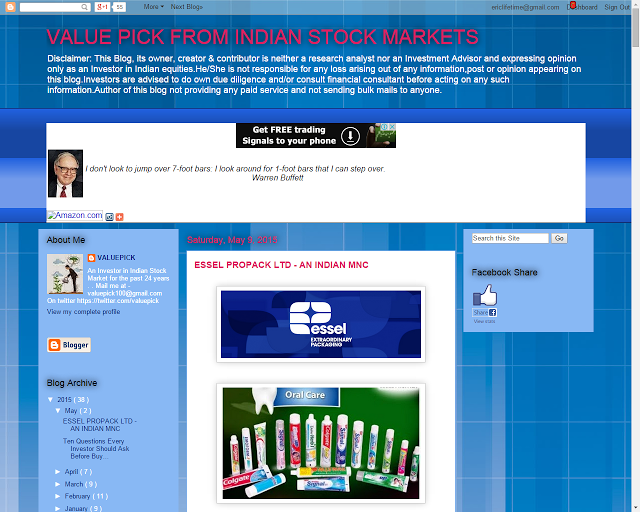 55
More
Next Blog»
ericlifetime@gmail.com
Dashboard
Sign Out
VALUE PICK FROM INDIAN STOCK MARKETS
Disclaimer: This Blog, its owner, creator & contributor is neither a research analyst nor an Investment Advisor and expressing opinion
only as an Investor in Indian equities.He/She is not responsible for any loss arising out of any information,post or opinion appearing on
this blog.Investors are advised to do own due diligence and/or consult financial consultant before acting on any such
information.Author of this blog not providing any paid service and not sending bulk mails to anyone.
Get FREE trading
Signals to your phone
I don't look to jump over 7-foot bars: I look around for 1-foot bars that I can step over.
Warren Buffett
Amazon.com
About Me
VALUEPICK
An Investor in Indian Stock
Market for the past 24 years
. . Mail me at -
valuepick100@gmail.com
On twitter https://twitter.com/valuepick
View my complete profile
Blogger
Blog Archive
▼ 2015 ( 38 )
▼ May ( 2 )
ESSEL PROPACK LTD -
AN INDIAN MNC
Ten Questions Every
Investor Should Ask
Before Buy...
► April ( 7 )
► March ( 9 )
► February ( 11 )
► January ( 9 )
Saturday, May 2, 2015
ESSEL PROPACK LTD - AN INDIAN MNC
essel
EXTRAORDINARY
PACKAGING
Oral Care
Colgate
Signal
Search this Site
Go
Facebook Share
Share
View stats